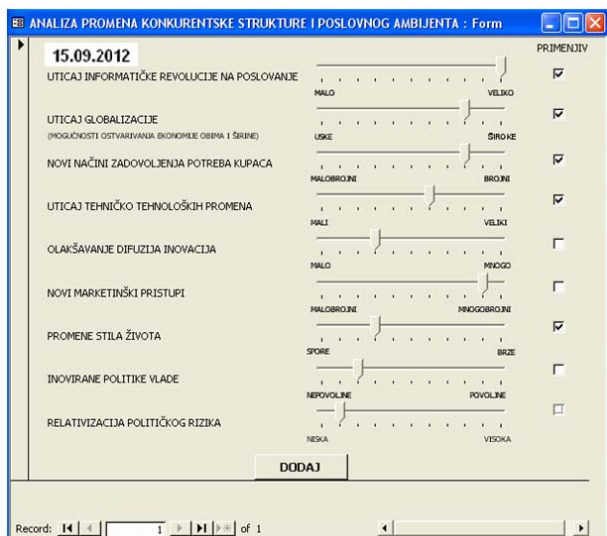 ANALIZA PROMENA KONKURENTSKE STRUKTURE I POSLOVNOG AMBIJENTA : Form
15.09.2012
PRIMENJIV
UTICAJ INFORMATIČKE REVOLUCIJE NA POSLOVANJE
MALO VELIKO
UTICAJ GLOBALIZACIJE
(MOGUĆNOSTI OSTVARIVANJA EKONOMIJE OBIMA I ŠIRINE)
USKE ŠIROKE
NOVI NAČINI ZADOVOLJENJA POTREBA KUPACA
MALOBROJNI BROJNI
UTICAJ TEHNIČKO TEHNOLOŠKIH PROMENA
MALI VELIKI
OLAKŠAVANJE DIFUZIJA INOVACIJA
MALO MNOGO
NOVI MARKETINŠKI PRISTUPI
MALOBROJNI MNOGOBROJNI
PROMENE STILA ŽIVOTA
SPORE BRZE
INOVIRANE POLITIKE VLADE
NEPOVOLJNE POVOLJNE
RELATIVIZACIJA POLITIČKOG RIZIKA
NISKA VISOKA
DODAJ
Record: 1 of 1